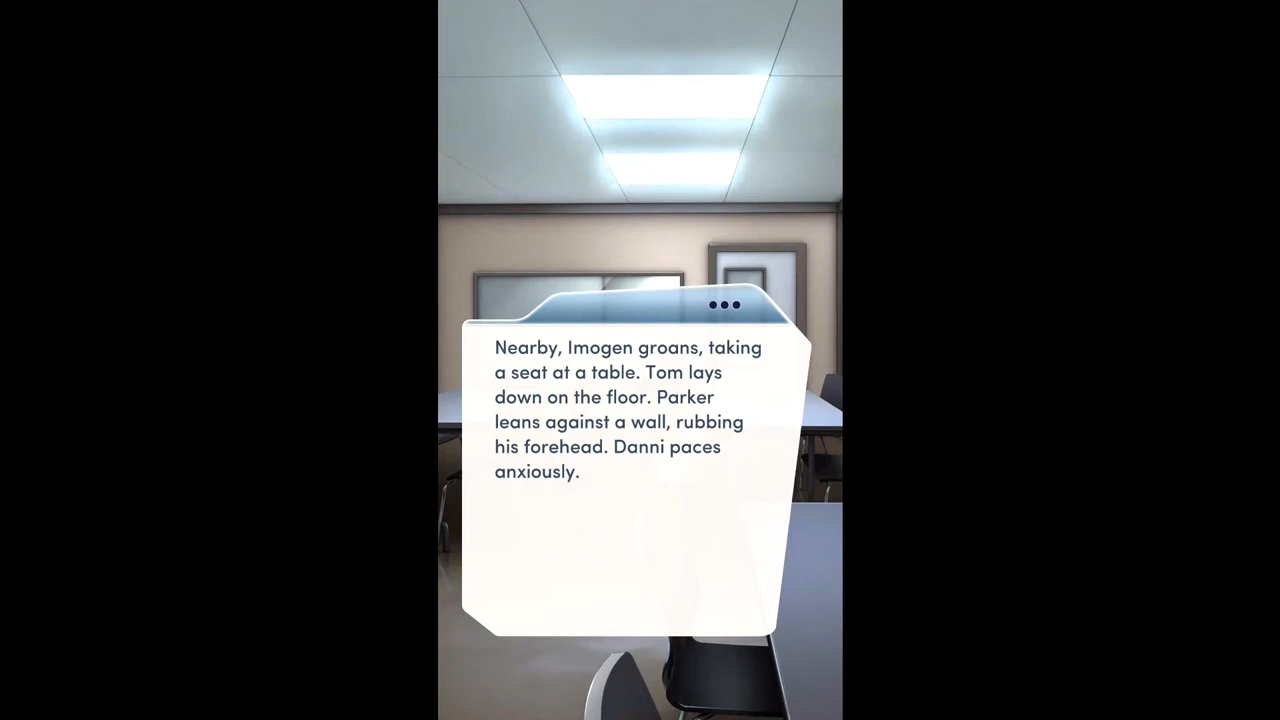 Nearby, Imogen groans, taking
a seat at a table. Tom lays
down on the floor. Parker
leans against a wall, rubbing
his forehead. Danni paces
anxiously.